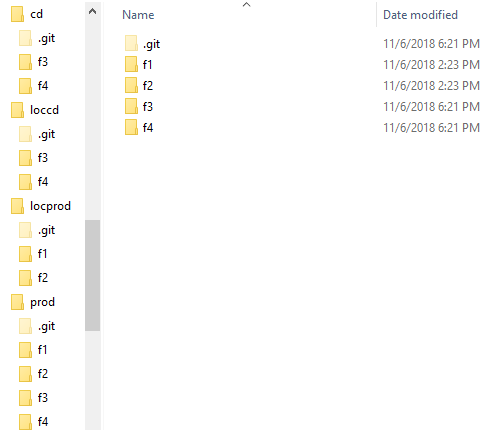 cd
.git
f3
f4
loccd
.git
f3
f4
locprod
.git
f1
f2
prod
.git
f1
f2
f3
f4
Name Date modified
.git 11/6/2018 6:21 PM
f1 11/6/2018 2:23 PM
f2 11/6/2018 2:23 PM
f3 11/6/2018 6:21 PM
f4 11/6/2018 6:21 PM